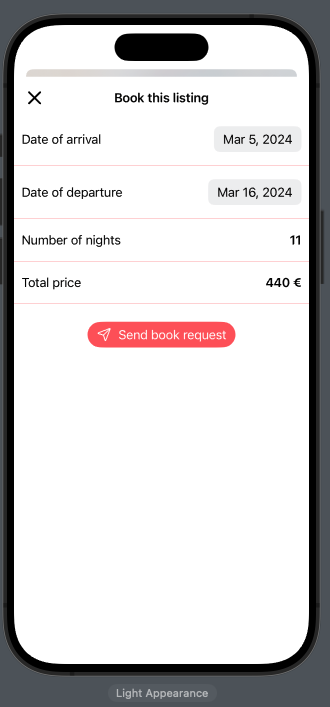 Book this listing
Date of arrival Mar 5, 2024
Date of departure Mar 16, 2024
Number of nights 11
Total price 440 €
Send book request
Light Appearance